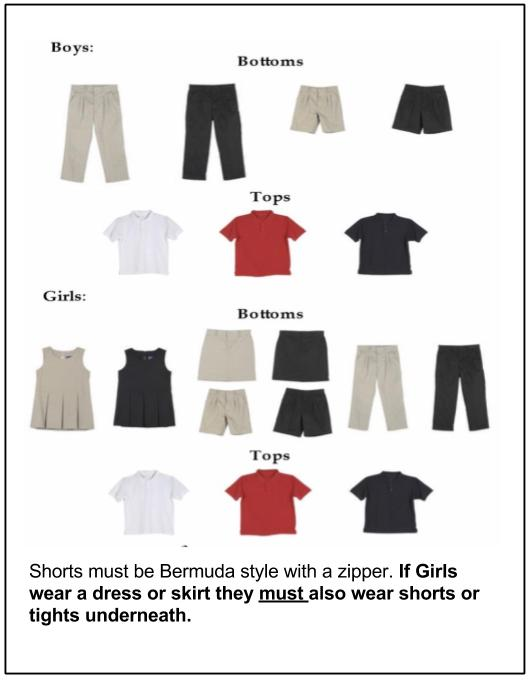 Boys:
Bottoms
Tops
Girls:
Bottoms
Tops
Shorts must be Bermuda style with a zipper. If Girls
wear a dress or skirt they must also wear shorts or
tights underneath.